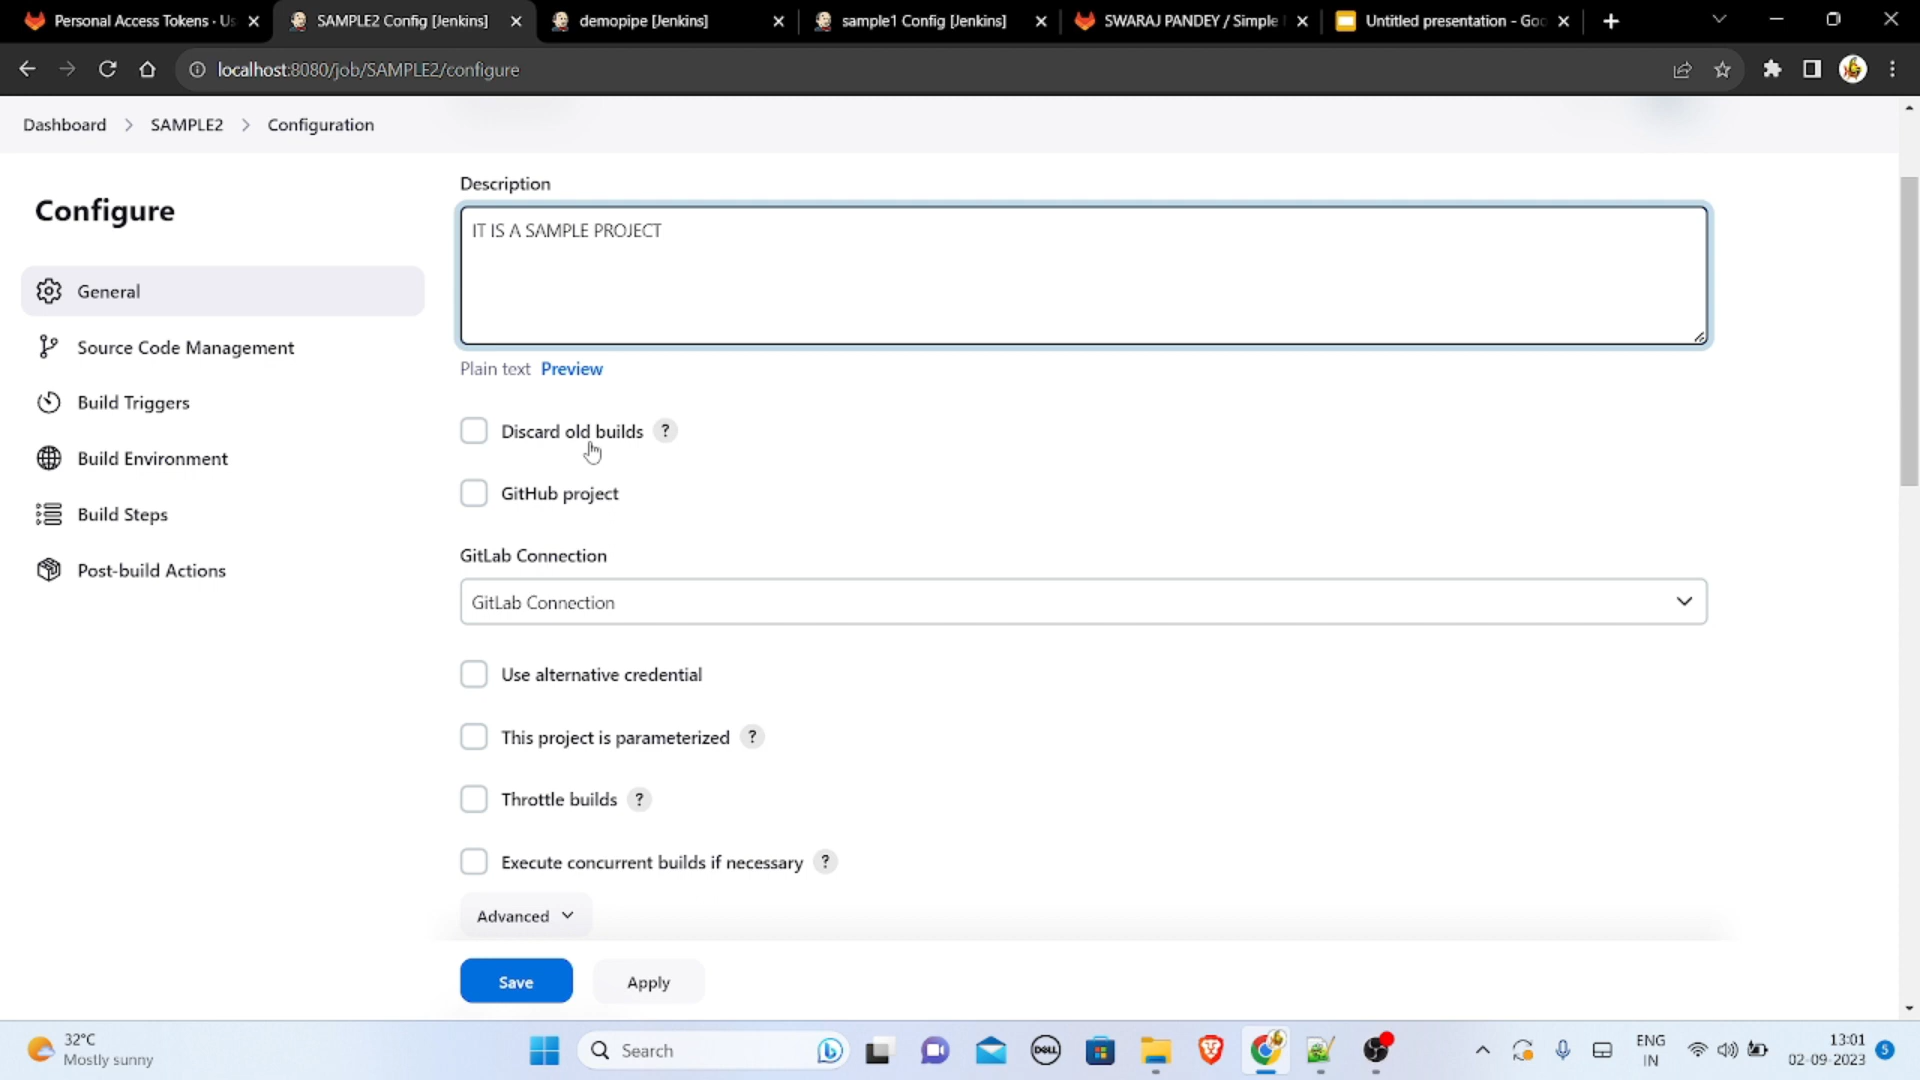 Personal Access Tokens · Us
SAMPLE2 Config [Jenkins]
demopipe [Jenkins]
sample1 Config [Jenkins]
SWARAJ PANDEY / Simple
Untitled presentation - Goo
localhost:8080/job/SAMPLE2/configure
Dashboard > SAMPLE2 > Configuration
Configure
General
Source Code Management
Build Triggers
Build Environment
Build Steps
Post-build Actions
Description
IT IS A SAMPLE PROJECT
Plain text Preview
Discard old builds ?
GitHub project
GitLab Connection
GitLab Connection
Use alternative credential
This project is parameterized ?
Throttle builds ?
Execute concurrent builds if necessary ?
Advanced
Save
Apply
32°C
Mostly sunny
Search
DELL
ENG
IN
13:01
02-09-2023
5